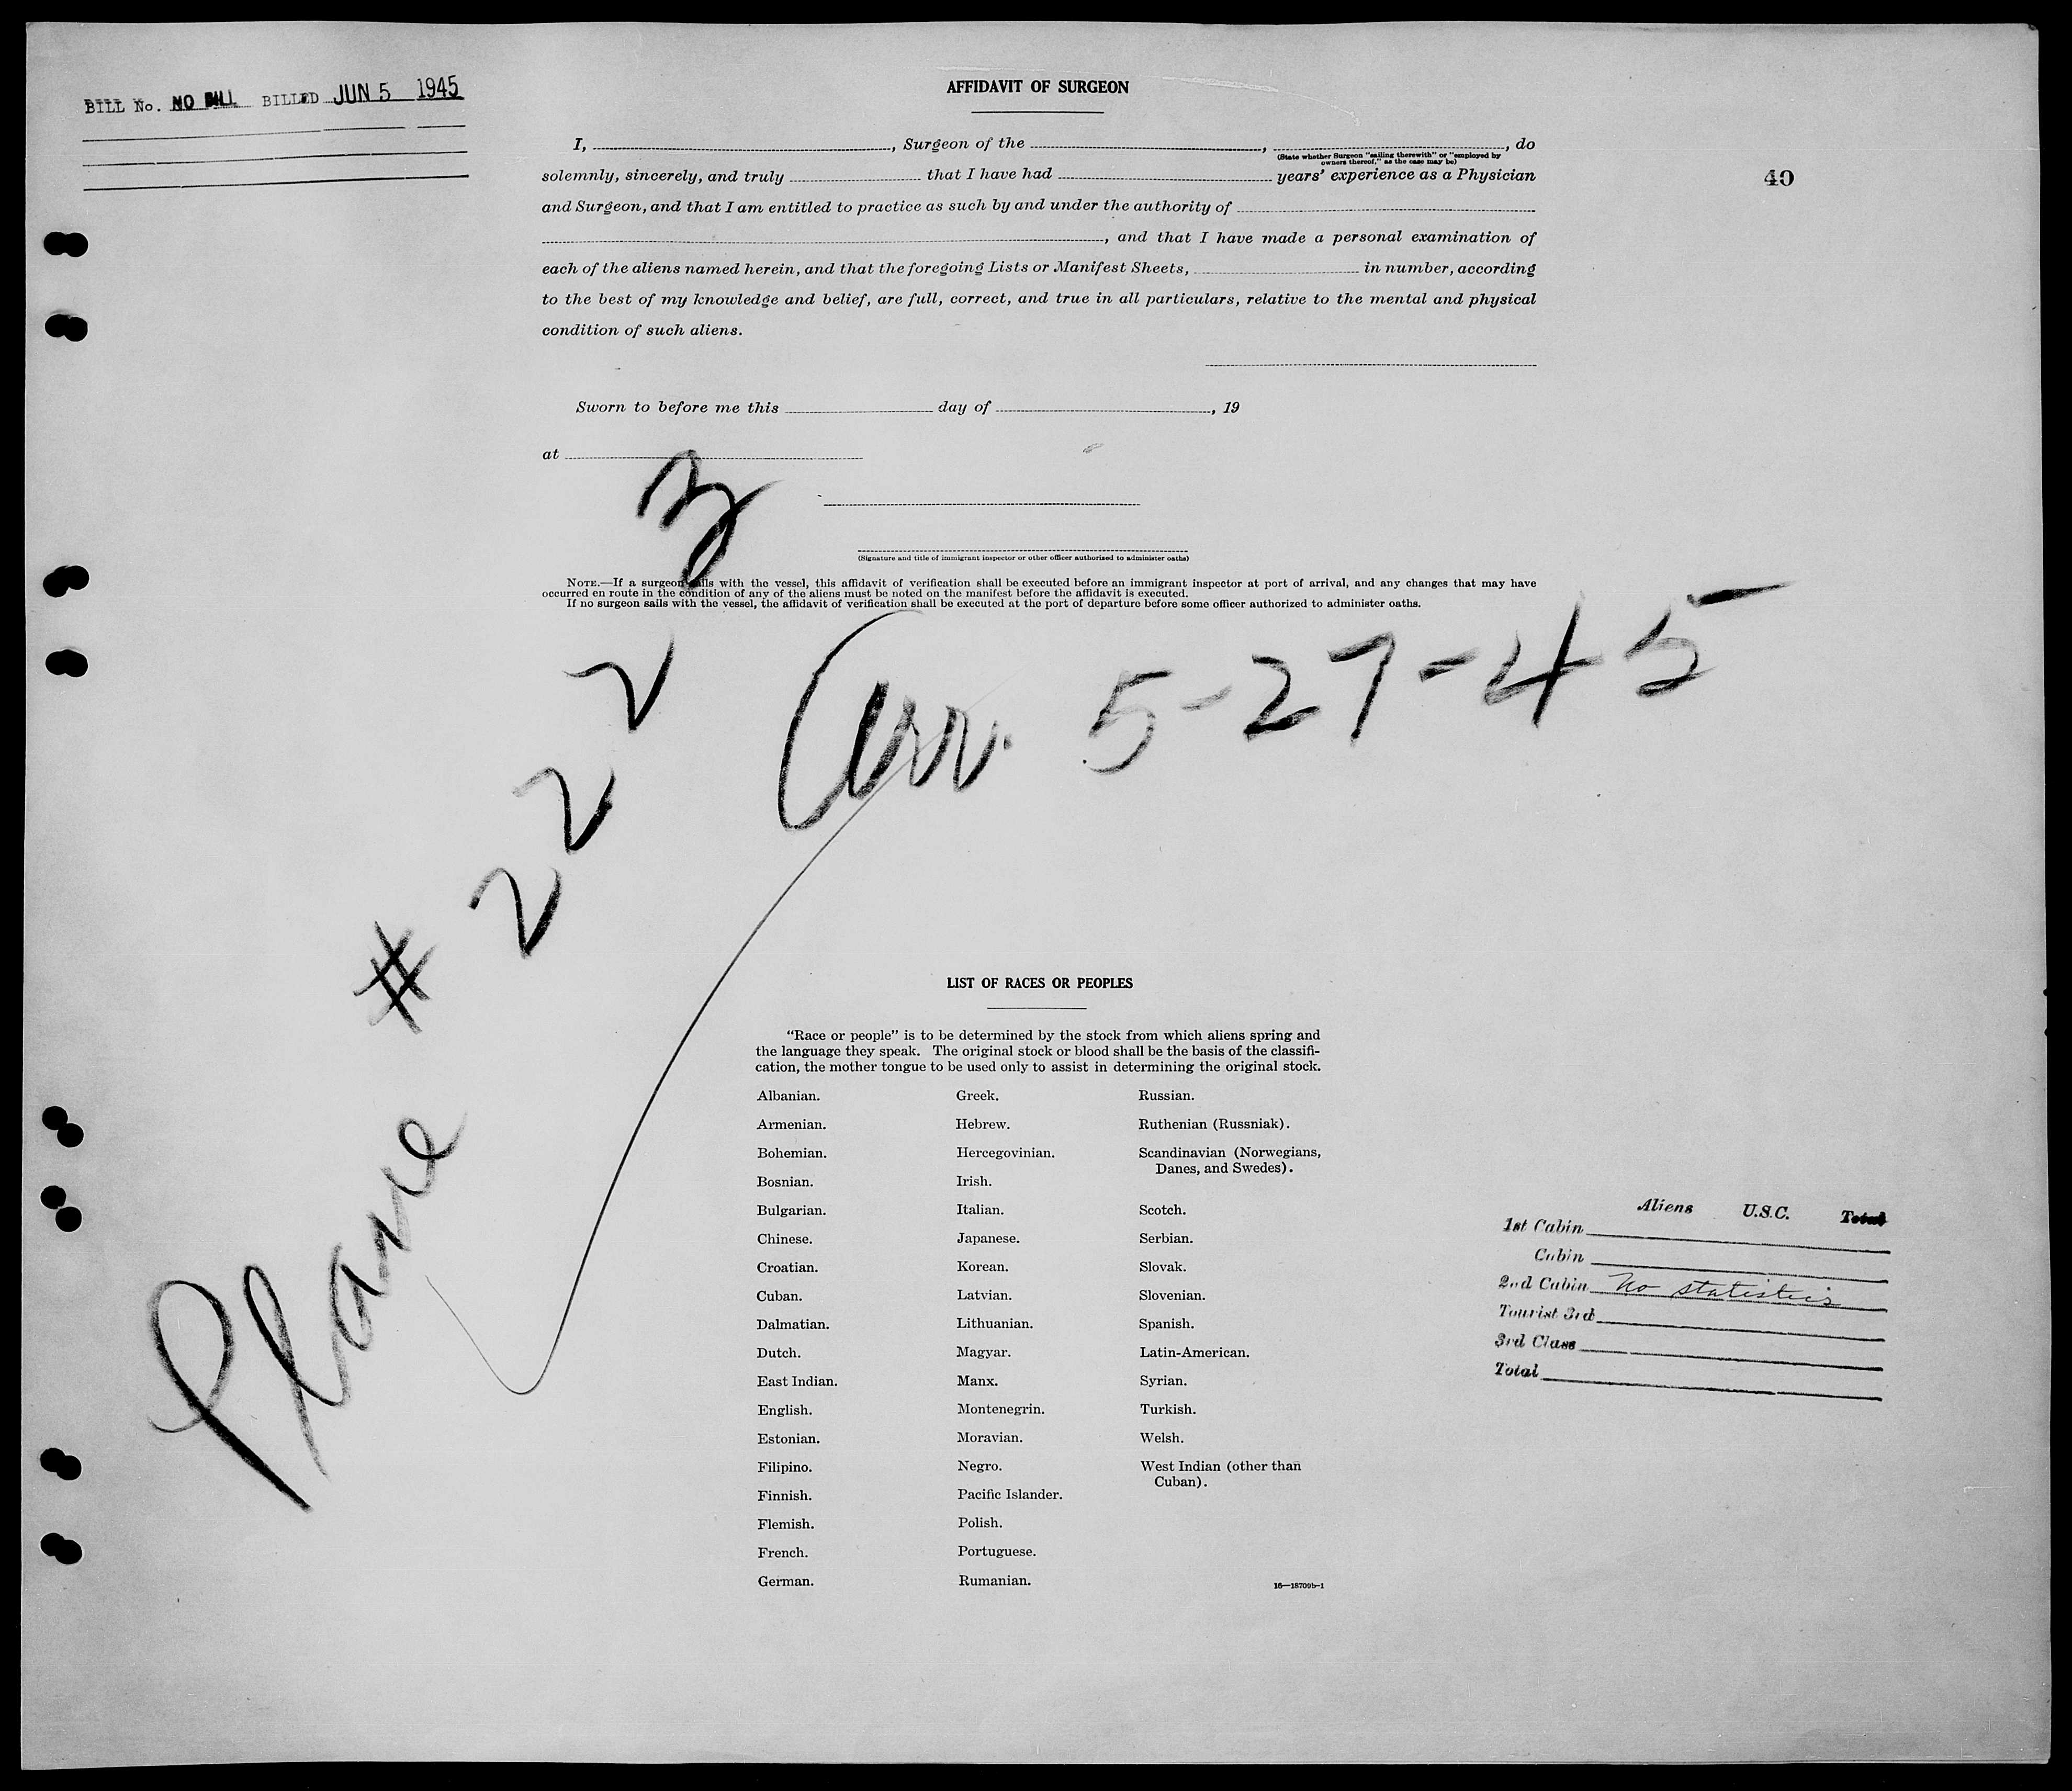 BILL No. NO BILL BILLED JUN 5 1945
AFFIDAVIT OF SURGEON
40
I, , Surgeon of the , , do
(State whether Surgeon "sailing therewith" or "employed by
owners thereof," as the case may be)
solemnly, sincerely, and truly that I have had years' experience as a Physician
and Surgeon, and that I am entitled to practice as such by and under the authority of
, and that I have made a personal examination of
each of the aliens named herein, and that the foregoing Lists or Manifest Sheets, in number, according
to the best of my knowledge and belief, are full, correct, and true in all particulars, relative to the mental and physical
condition of such aliens.
Sworn to before me this day of , 19
at
(Signature and title of immigrant inspector or other officer authorized to administer oaths)
NOTE.—If a surgeon sails with the vessel, this affidavit of verification shall be executed before an immigrant inspector at port of arrival, and any changes that may have
occurred en route in the condition of any of the aliens must be noted on the manifest before the affidavit is executed.
If no surgeon sails with the vessel, the affidavit of verification shall be executed at the port of departure before some officer authorized to administer oaths.
Plane # 2223
Arr. 5-27-45
LIST OF RACES OR PEOPLES
"Race or people" is to be determined by the stock from which aliens spring and
the language they speak. The original stock or blood shall be the basis of the classifi-
cation, the mother tongue to be used only to assist in determining the original stock.
Albanian.
Armenian.
Bohemian.
Bosnian.
Bulgarian.
Chinese.
Croatian.
Cuban.
Dalmatian.
Dutch.
East Indian.
English.
Estonian.
Filipino.
Finnish.
Flemish.
French.
German.
Greek.
Hebrew.
Hercegovinian.
Irish.
Italian.
Japanese.
Korean.
Latvian.
Lithuanian.
Magyar.
Manx.
Montenegrin.
Moravian.
Negro.
Pacific Islander.
Polish.
Portuguese.
Rumanian.
Russian.
Ruthenian (Russniak).
Scandinavian (Norwegians,
Danes, and Swedes).
Scotch.
Serbian.
Slovak.
Slovenian.
Spanish.
Latin-American.
Syrian.
Turkish.
Welsh.
West Indian (other than
Cuban).
16—18709b-1
Aliens U.S.C. Total
1st Cabin
Cabin
2nd Cabin No statistics
Tourist 3rd
3rd Class
Total